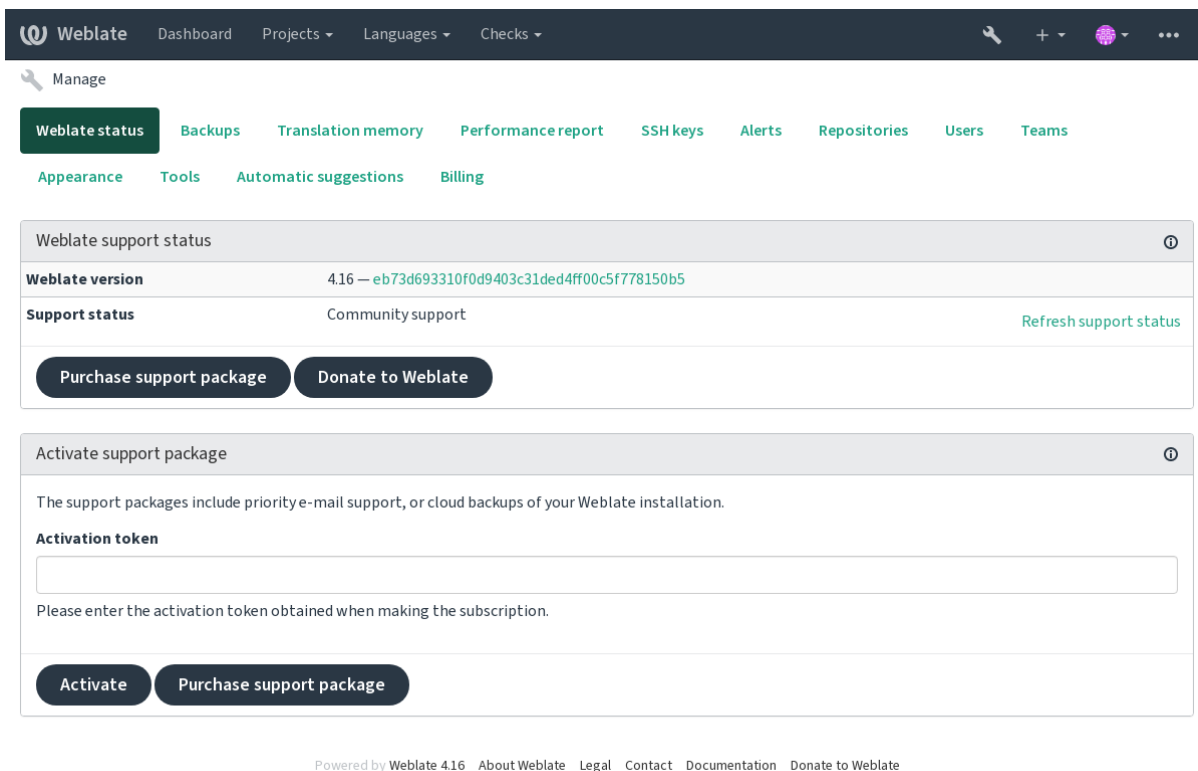 Weblate Dashboard Projects Languages Checks
Manage
Weblate status Backups Translation memory Performance report SSH keys Alerts Repositories Users Teams
Appearance Tools Automatic suggestions Billing
Weblate support status
Weblate version 4.16 — eb73d693310f0d9403c31ded4ff00c5f778150b5
Support status Community support Refresh support status
Purchase support package Donate to Weblate
Activate support package
The support packages include priority e-mail support, or cloud backups of your Weblate installation.
Activation token
Please enter the activation token obtained when making the subscription.
Activate Purchase support package
Powered by Weblate 4.16 About Weblate Legal Contact Documentation Donate to Weblate